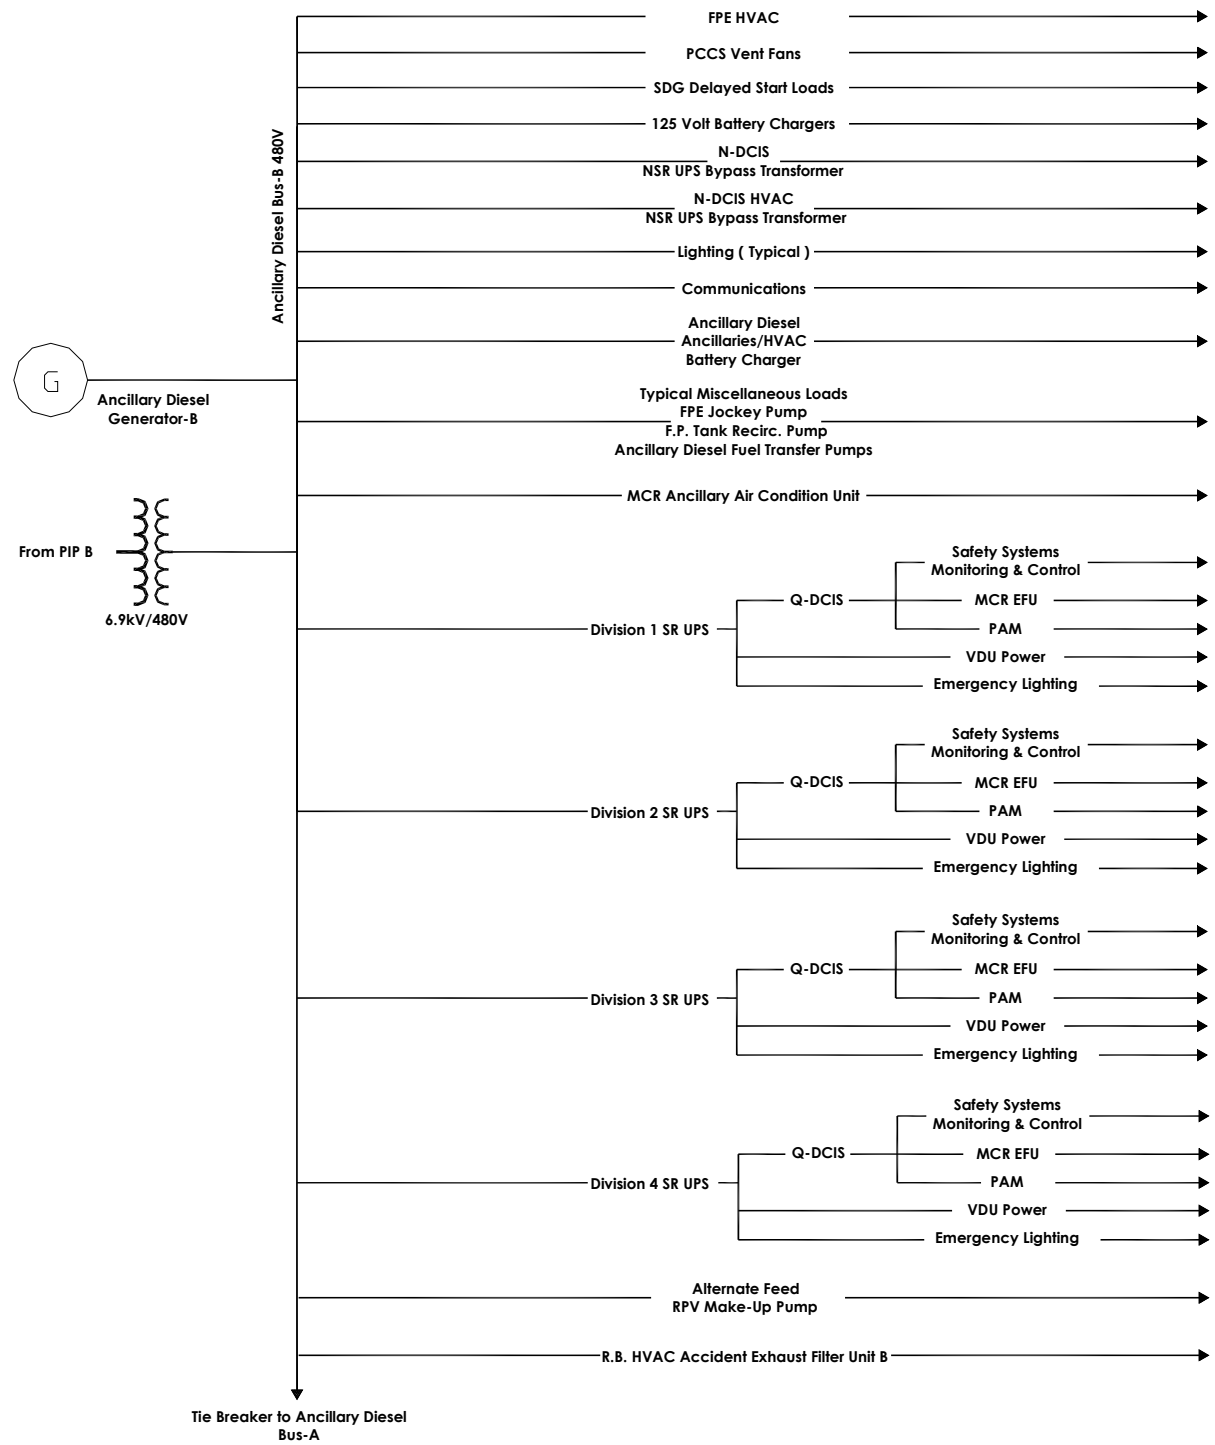 FPE HVAC
PCCS Vent Fans
SDG Delayed Start Loads
125 Volt Battery Chargers
N-DCIS
NSR UPS Bypass Transformer
N-DCIS HVAC
NSR UPS Bypass Transformer
Lighting ( Typical )
Communications
Ancillary Diesel Bus-B 480V
Ancillary Diesel
Ancillaries/HVAC
Battery Charger
G
Ancillary Diesel
Generator-B
Typical Miscellaneous Loads
FPE Jockey Pump
F.P. Tank Recirc. Pump
Ancillary Diesel Fuel Transfer Pumps
MCR Ancillary Air Condition Unit
From PIP B
6.9kV/480V
Division 1 SR UPS
Q-DCIS
Safety Systems
Monitoring & Control
MCR EFU
PAM
VDU Power
Emergency Lighting
Division 2 SR UPS
Q-DCIS
Safety Systems
Monitoring & Control
MCR EFU
PAM
VDU Power
Emergency Lighting
Division 3 SR UPS
Q-DCIS
Safety Systems
Monitoring & Control
MCR EFU
PAM
VDU Power
Emergency Lighting
Division 4 SR UPS
Q-DCIS
Safety Systems
Monitoring & Control
MCR EFU
PAM
VDU Power
Emergency Lighting
Alternate Feed
RPV Make-Up Pump
R.B. HVAC Accident Exhaust Filter Unit B
Tie Breaker to Ancillary Diesel
Bus-A